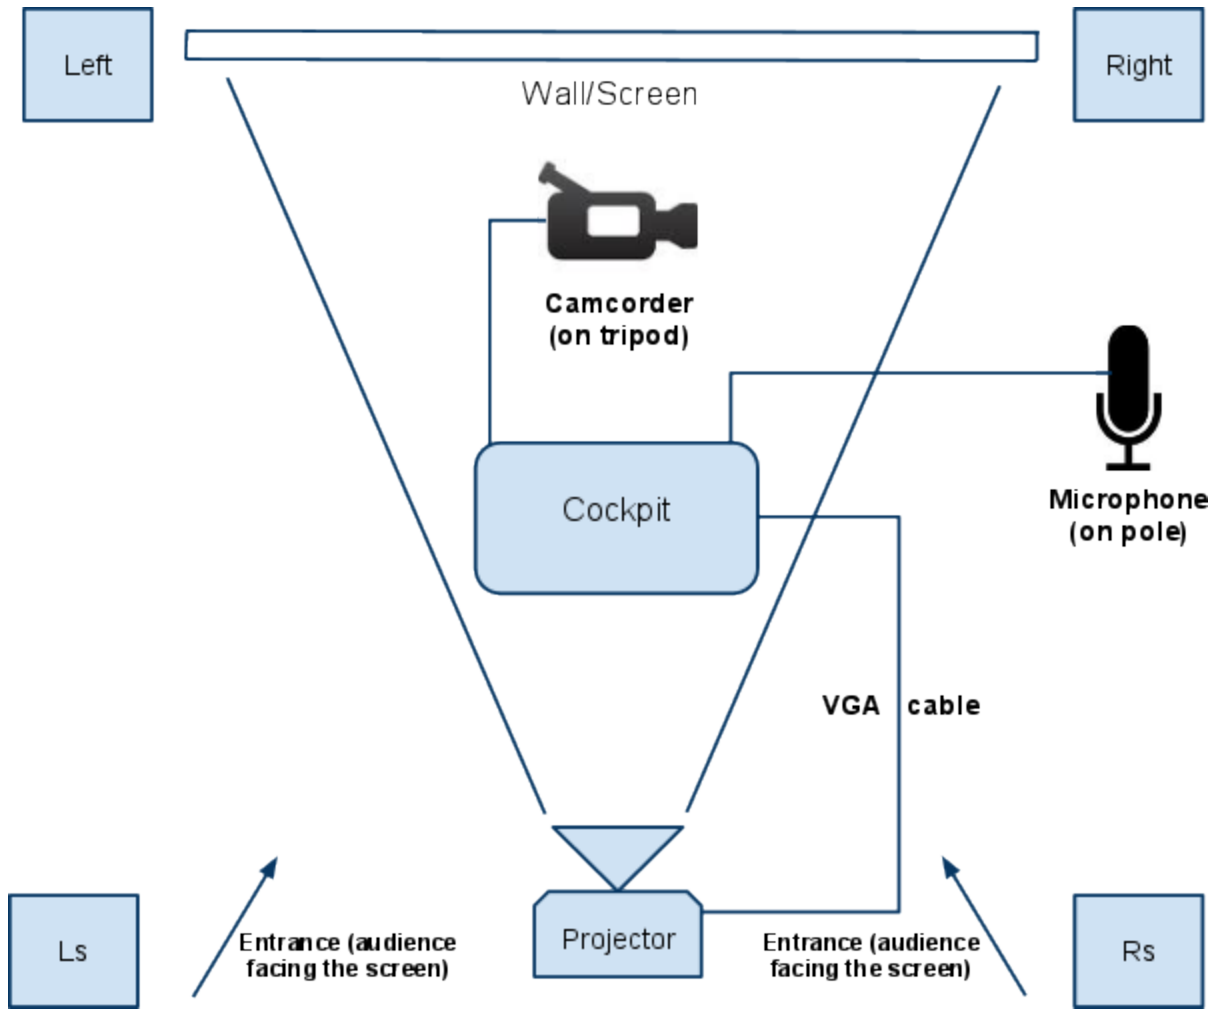 Left
Right
Wall/Screen
Camcorder
(on tripod)
Microphone
(on pole)
Cockpit
VGA cable
Entrance (audience
facing the screen)
Projector
Entrance (audience
facing the screen)
Ls
Rs